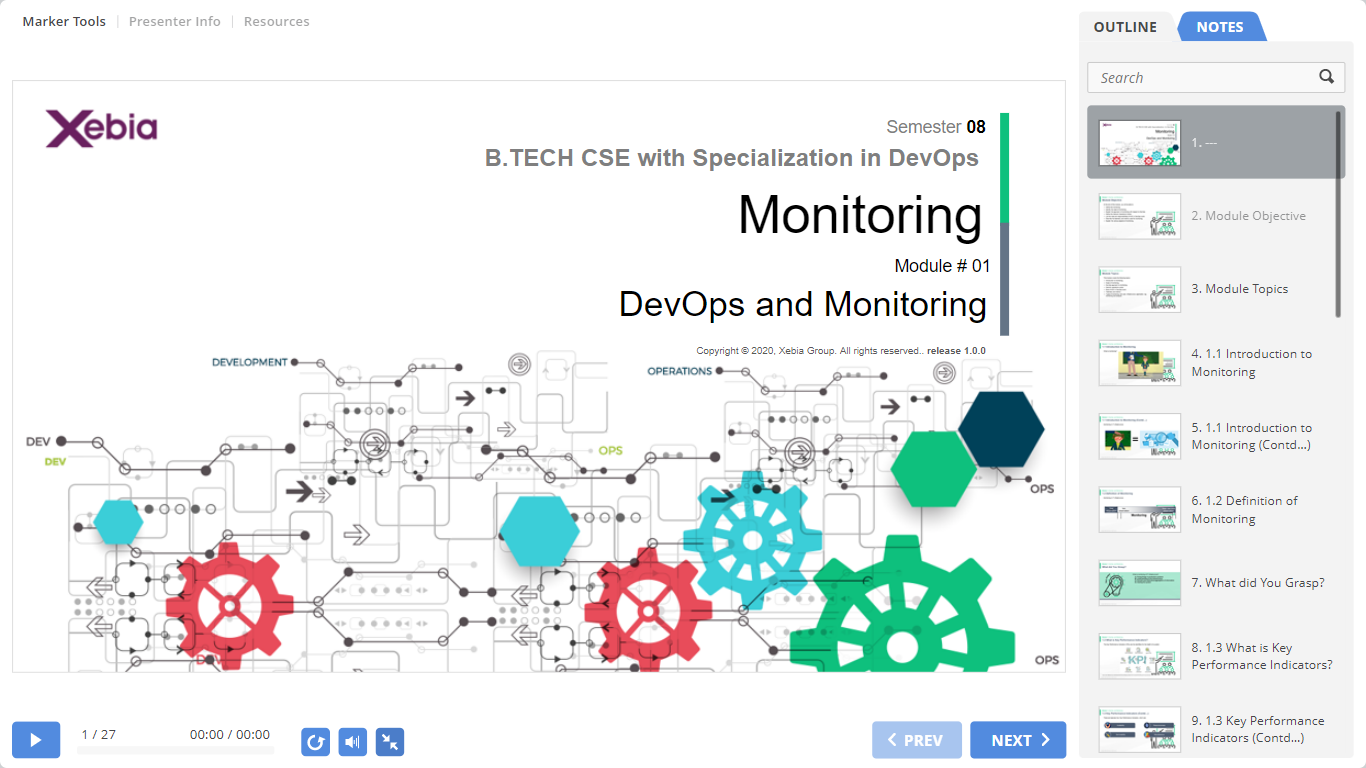 Marker Tools
Presenter Info
Resources
Xebia
Semester 08
B.TECH CSE with Specialization in DevOps
Monitoring
Module # 01
DevOps and Monitoring
Copyright © 2020, Xebia Group. All rights reserved.. release 1.0.0
DEVELOPMENT
OPERATIONS
DEV
DEV
OPS
OPS
DEV
OPS
1 / 27
00:00 / 00:00
PREV
NEXT
OUTLINE
NOTES
Search
1. ---
2. Module Objective
3. Module Topics
4. 1.1 Introduction to
Monitoring
5. 1.1 Introduction to
Monitoring (Contd...)
6. 1.2 Definition of
Monitoring
7. What did You Grasp?
8. 1.3 What is Key
Performance Indicators?
9. 1.3 Key Performance
Indicators (Contd...)